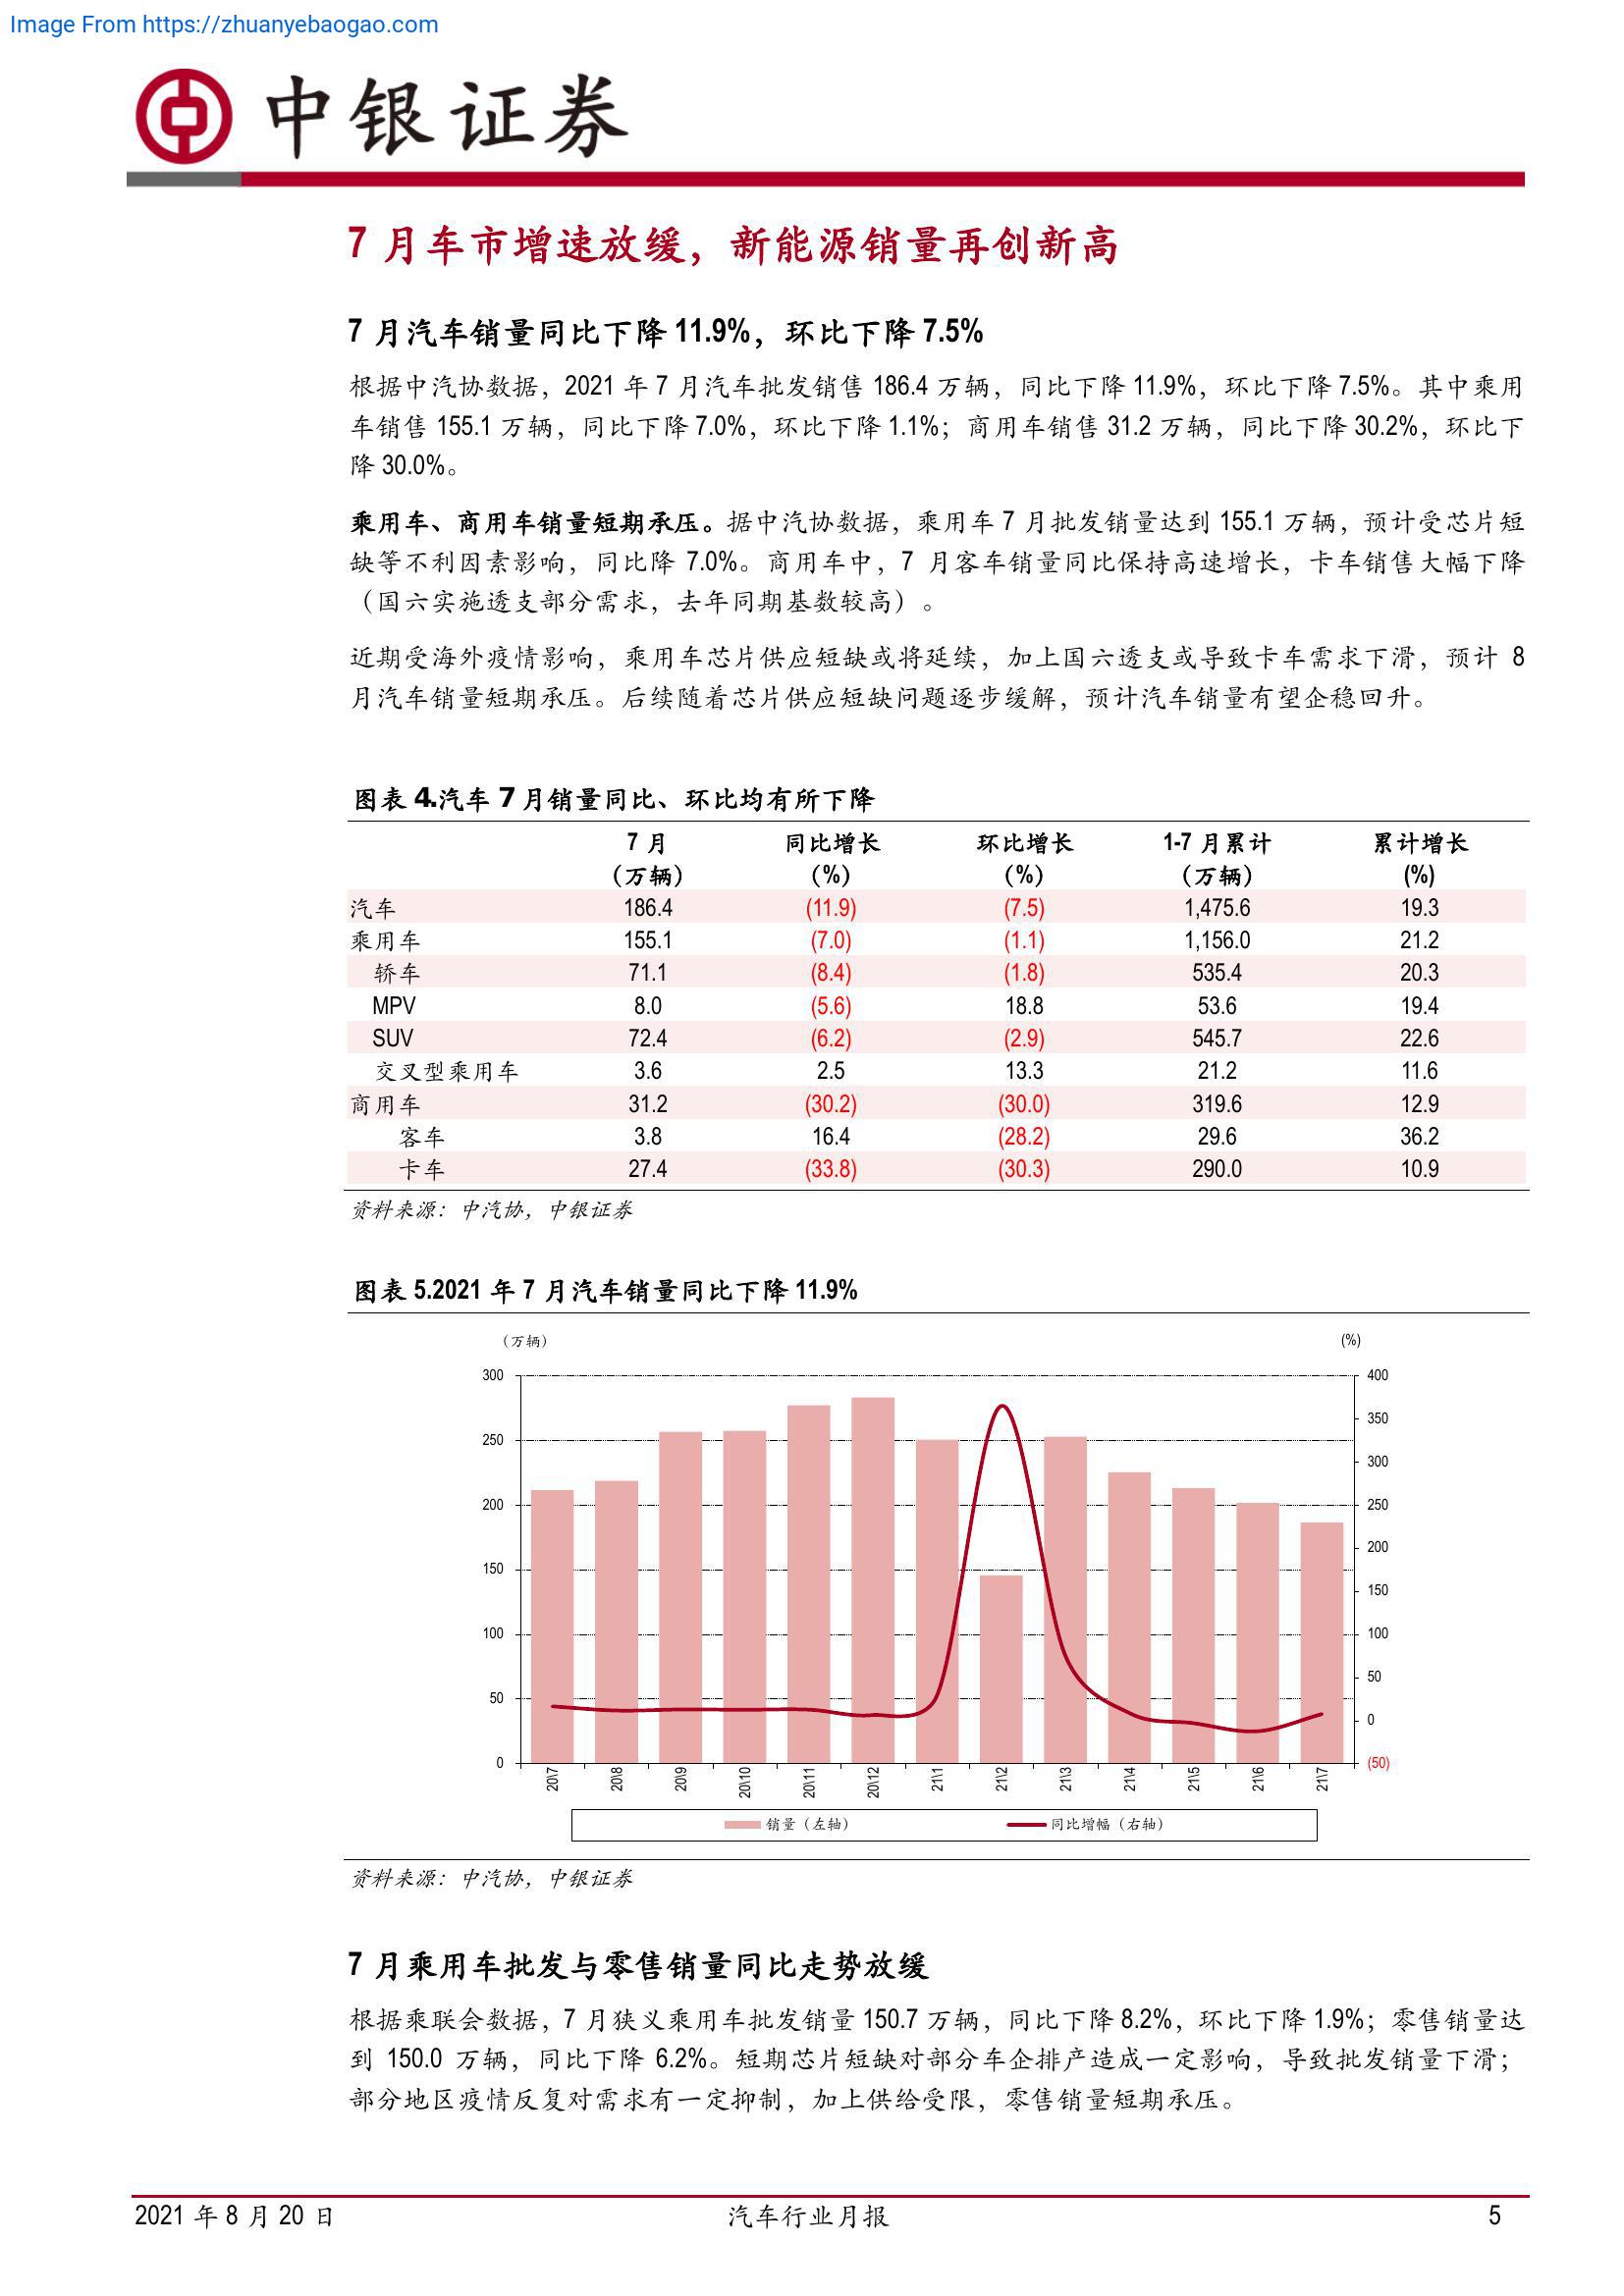 Image From https://zhuanyebaogao.com
中银证券
7 月车市增速放缓，新能源销量再创新高
7 月汽车销量同比下降 11.9%，环比下降 7.5%
根据中汽协数据，2021 年 7 月汽车批发销售 186.4 万辆，同比下降 11.9%，环比下降 7.5%。其中乘用
车销售 155.1 万辆，同比下降 7.0%，环比下降 1.1%；商用车销售 31.2 万辆，同比下降 30.2%，环比下
降 30.0%。
乘用车、商用车销量短期承压。据中汽协数据，乘用车 7 月批发销量达到 155.1 万辆，预计受芯片短
缺等不利因素影响，同比降 7.0%。商用车中，7 月客车销量同比保持高速增长，卡车销售大幅下降
（国六实施透支部分需求，去年同期基数较高）。
近期受海外疫情影响，乘用车芯片供应短缺或将延续，加上国六透支或导致卡车需求下滑，预计 8
月汽车销量短期承压。后续随着芯片供应短缺问题逐步缓解，预计汽车销量有望企稳回升。
图表 4.汽车 7 月销量同比、环比均有所下降
7 月 同比增长 环比增长 1-7 月累计 累计增长
（万辆） (%) (%) （万辆） (%)
汽车 186.4 (11.9) (7.5) 1,475.6 19.3
乘用车 155.1 (7.0) (1.1) 1,156.0 21.2
轿车 71.1 (8.4) (1.8) 535.4 20.3
MPV 8.0 (5.6) 18.8 53.6 19.4
SUV 72.4 (6.2) (2.9) 545.7 22.6
交叉型乘用车 3.6 2.5 13.3 21.2 11.6
商用车 31.2 (30.2) (30.0) 319.6 12.9
客车 3.8 16.4 (28.2) 29.6 36.2
卡车 27.4 (33.8) (30.3) 290.0 10.9
资料来源：中汽协，中银证券
图表 5.2021 年 7 月汽车销量同比下降 11.9%
（万辆） (%)
300 400
350
250
300
200 250
200
150
150
100 100
50
50
0
0 (50)
20\7 20\8 20\9 20\10 20\11 20\12 21\1 21\2 21\3 21\4 21\5 21\6 21\7
销量（左轴） 同比增幅（右轴）
资料来源：中汽协，中银证券
7 月乘用车批发与零售销量同比走势放缓
根据乘联会数据，7 月狭义乘用车批发销量 150.7 万辆，同比下降 8.2%，环比下降 1.9%；零售销量达
到 150.0 万辆，同比下降 6.2%。短期芯片短缺对部分车企排产造成一定影响，导致批发销量下滑；
部分地区疫情反复对需求有一定抑制，加上供给受限，零售销量短期承压。
2021 年 8 月 20 日 汽车行业月报 5